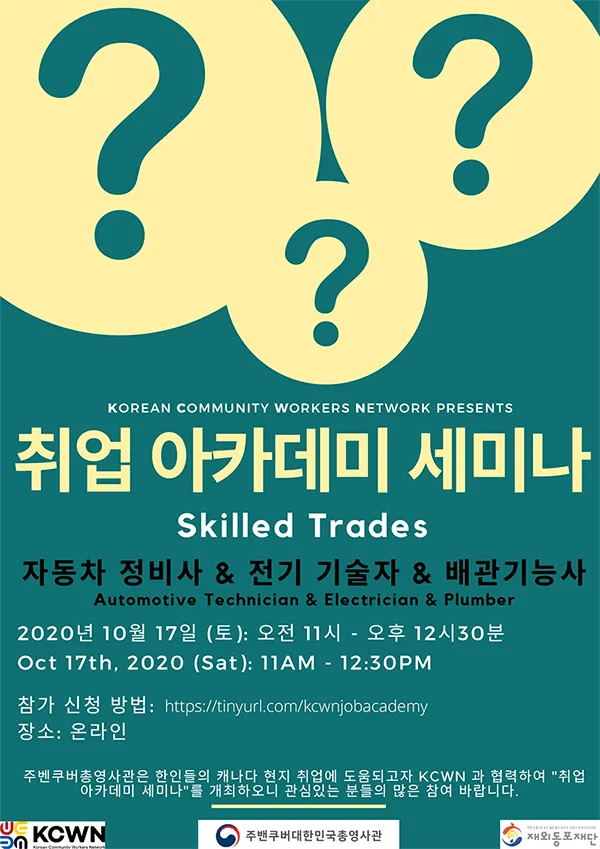 ?
?
?
KOREAN COMMUNITY WORKERS NETWORK PRESENTS
취업 아카데미 세미나
Skilled Trades
자동차 정비사 & 전기 기술자 & 배관기능사
Automotive Technician & Electrician & Plumber
2020년 10월 17일 (토): 오전 11시 - 오후 12시30분
Oct 17th, 2020 (Sat): 11AM - 12:30PM
참가 신청 방법: https://tinyurl.com/kcwnjobacademy
장소: 온라인
주벤쿠버총영사관은 한인들의 캐나다 현지 취업에 도움되고자 KCWN 과 협력하여 "취업
아카데미 세미나"를 개최하오니 관심있는 분들의 많은 참여 바랍니다.
KCWN
Korean Community Workers Network
주밴쿠버대한민국총영사관
재외동포재단